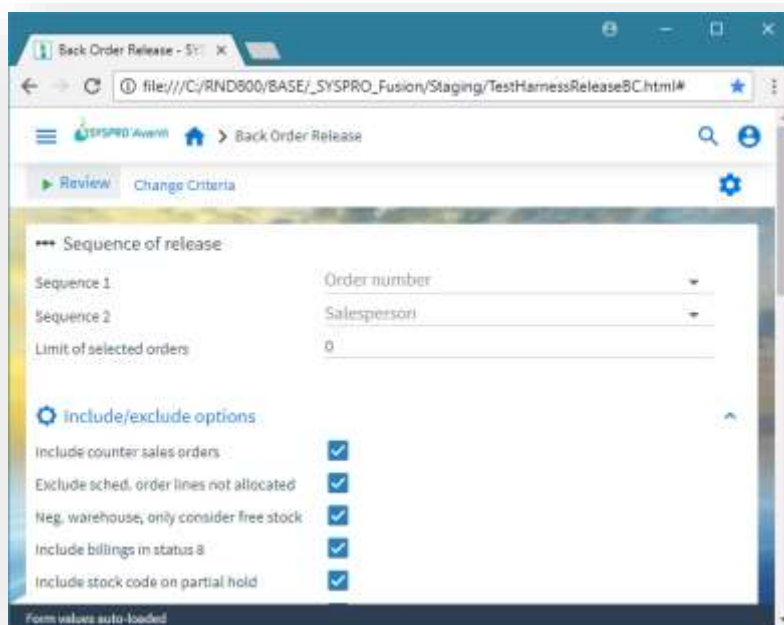 Back Order Release - SY
file:///C:/RND800/BASE/_SYSPRO_Fusion/Staging/TestHarnessReleaseBC.html#
SYSPRO Avanti
Back Order Release
Review
Change Criteria
Sequence of release
Sequence 1
Order number
Sequence 2
Salesperson
Limit of selected orders
0
Include/exclude options
Include counter sales orders
Exclude sched. order lines not allocated
Neg. warehouse, only consider free stock
Include billings in status 8
Include stock code on partial hold
Form values auto-loaded